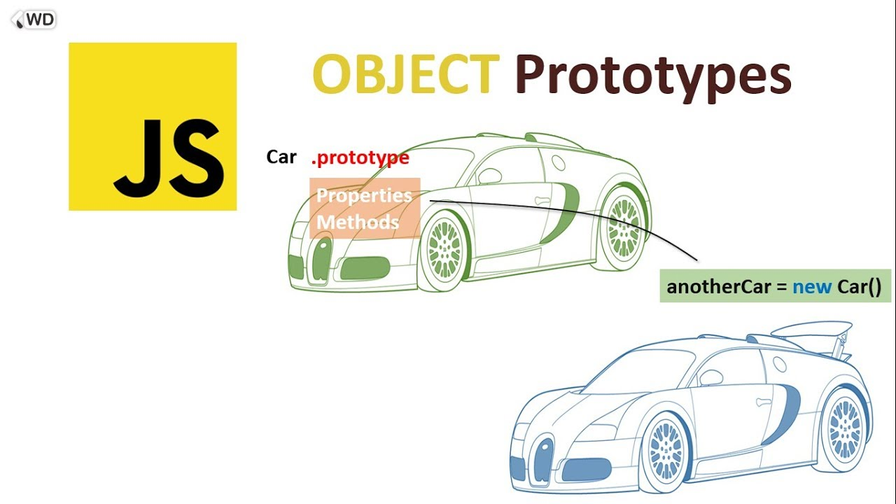 WD
OBJECT Prototypes
JS
Car .prototype
Properties
Methods
anotherCar = new Car()